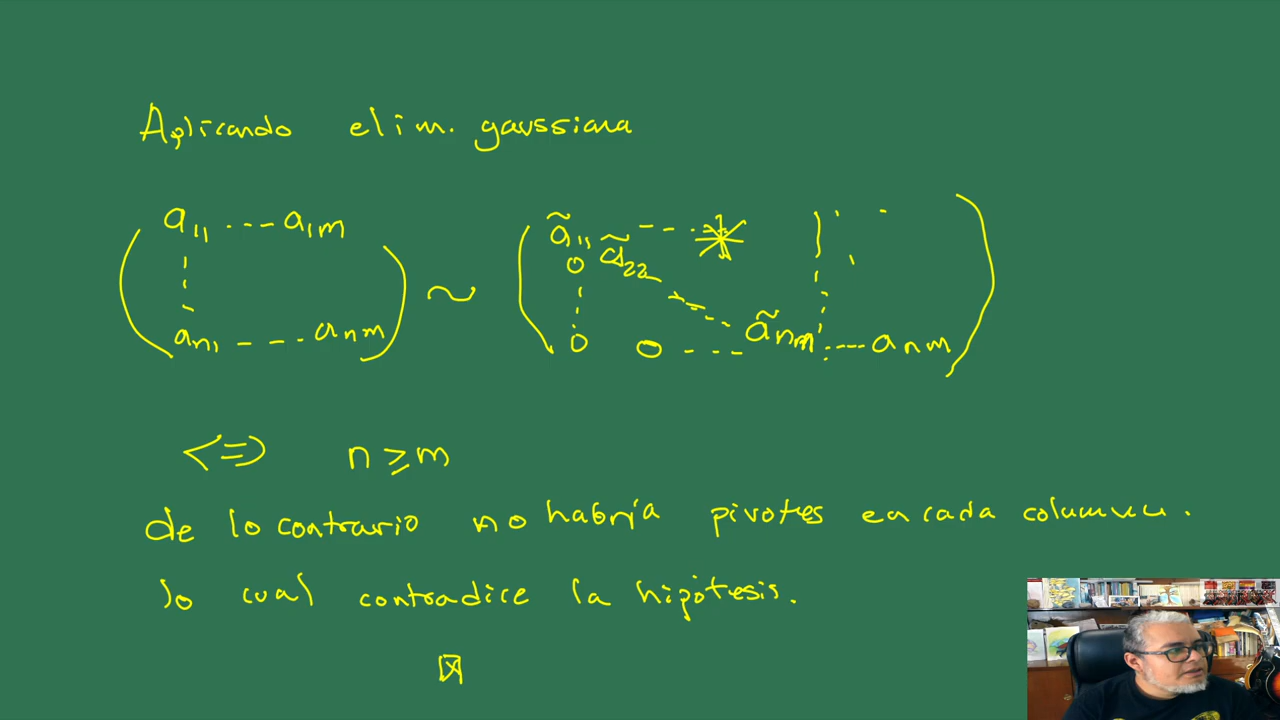 Aplicando elim. gaussiana
( a₁₁ ... a₁m ) ~ ( ã₁₁ --- * )
0 ã₂₂
aₙ₁ --- aₙm 0 0 --- ãₙm --- aₙm
<=> n ≥ m
de lo contrario no habría pivotes en cada columna.
lo cual contradice la hipótesis.